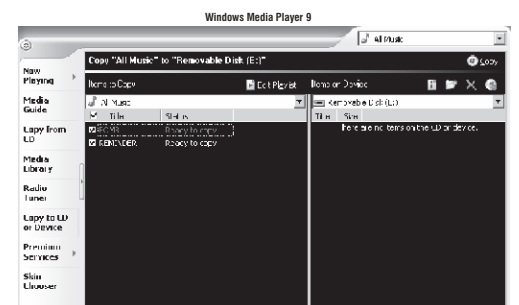 Windows Media Player 9
All Music
Copy "All Music" to "Removable Disk (E:)"
Copy
Now Playing
Items to Copy
Edit Playlist
Items on Device
Media Guide
All Music
Removable Disk (E:)
Title Status
Title Size
Copy from CD
Ready to copy
There are no items on the CD or device.
REMINDER Ready to copy
Media Library
Radio Tuner
Copy to CD or Device
Premium Services
Skin Chooser